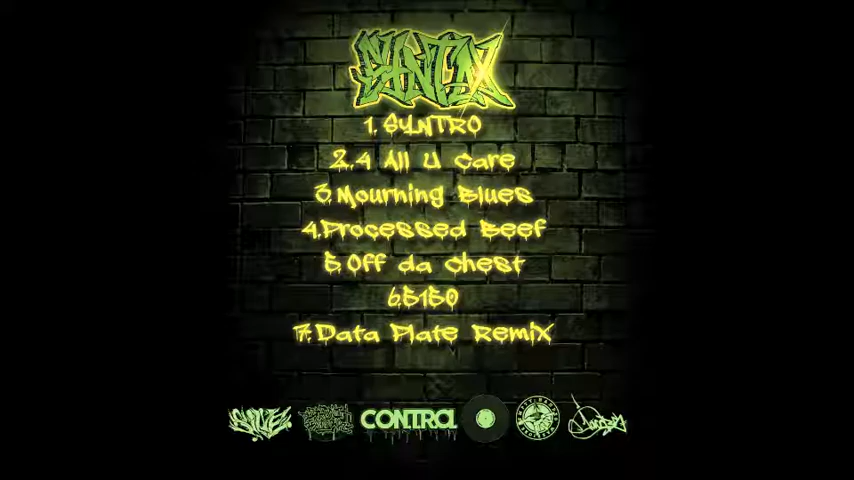 SYNTAX
1. SYNTRO
2.4 All U Care
3.Mourning Blues
4.Processed Beef
5.Off da Chest
6.5150
7.Data Plate Remix
CONTROL